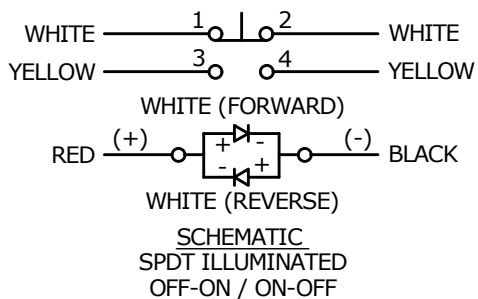 WHITE 1 2 WHITE
YELLOW 3 4 YELLOW
WHITE (FORWARD)
RED (+) + - (-) BLACK
- +
WHITE (REVERSE)
SCHEMATIC
SPDT ILLUMINATED
OFF-ON / ON-OFF